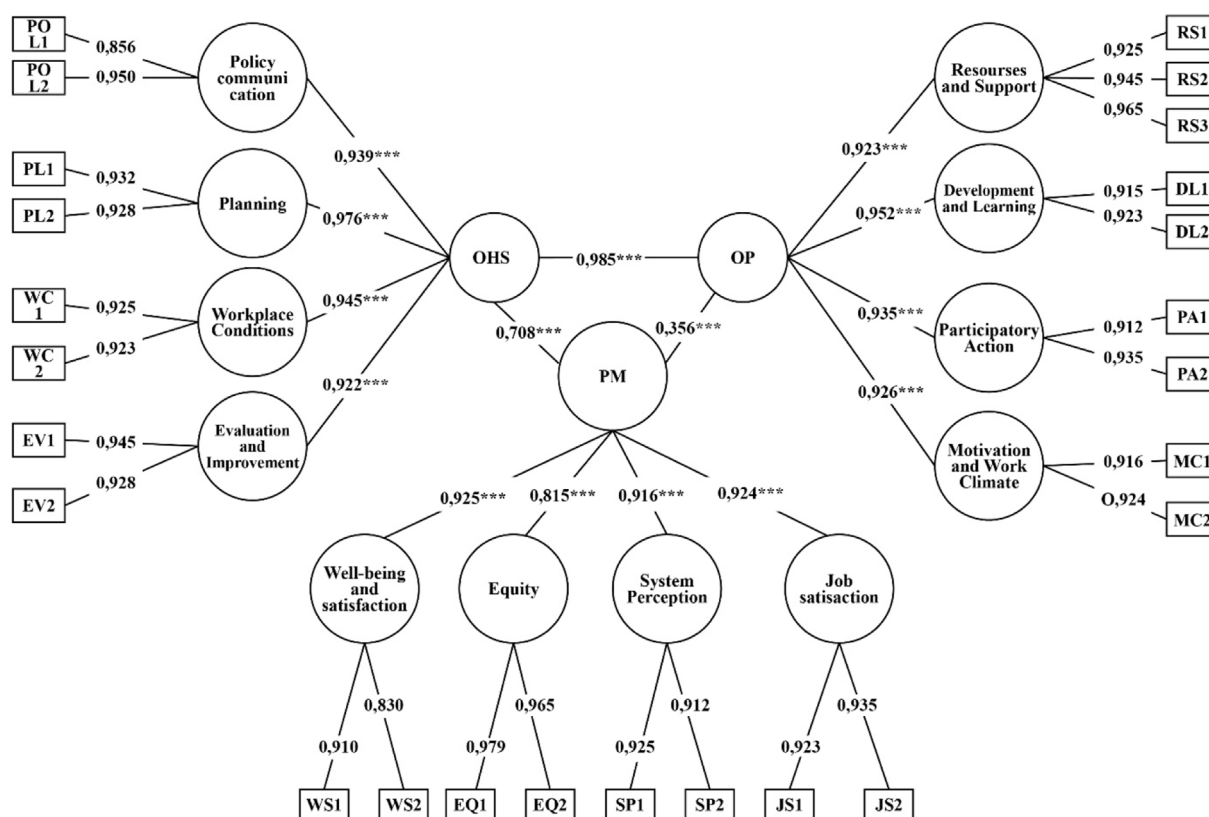 PO
L1
0,856
PO
L2
0,950
Policy
communi
cation
0,939***
PL1
0,932
PL2
0,928
Planning
0,976***
WC
1
0,925
WC
2
0,923
Workplace
Conditions
0,945***
EV1
0,945
EV2
0,928
Evaluation
and
Improvement
0,922***
OHS
0,985***
OP
0,708***
0,356***
PM
0,923***
Resourses
and Support
0,925
RS1
0,945
RS2
0,965
RS3
0,952***
Development
and Learning
0,915
DL1
0,923
DL2
0,935***
Participatory
Action
0,912
PA1
0,935
PA2
0,926***
Motivation
and Work
Climate
0,916
MC1
O,924
MC2
0,925***
0,815***
0,916***
0,924***
Well-being
and
satisfaction
Equity
System
Perception
Job
satisaction
0,910
0,830
0,979
0,965
0,925
0,912
0,923
0,935
WS1
WS2
EQ1
EQ2
SP1
SP2
JS1
JS2